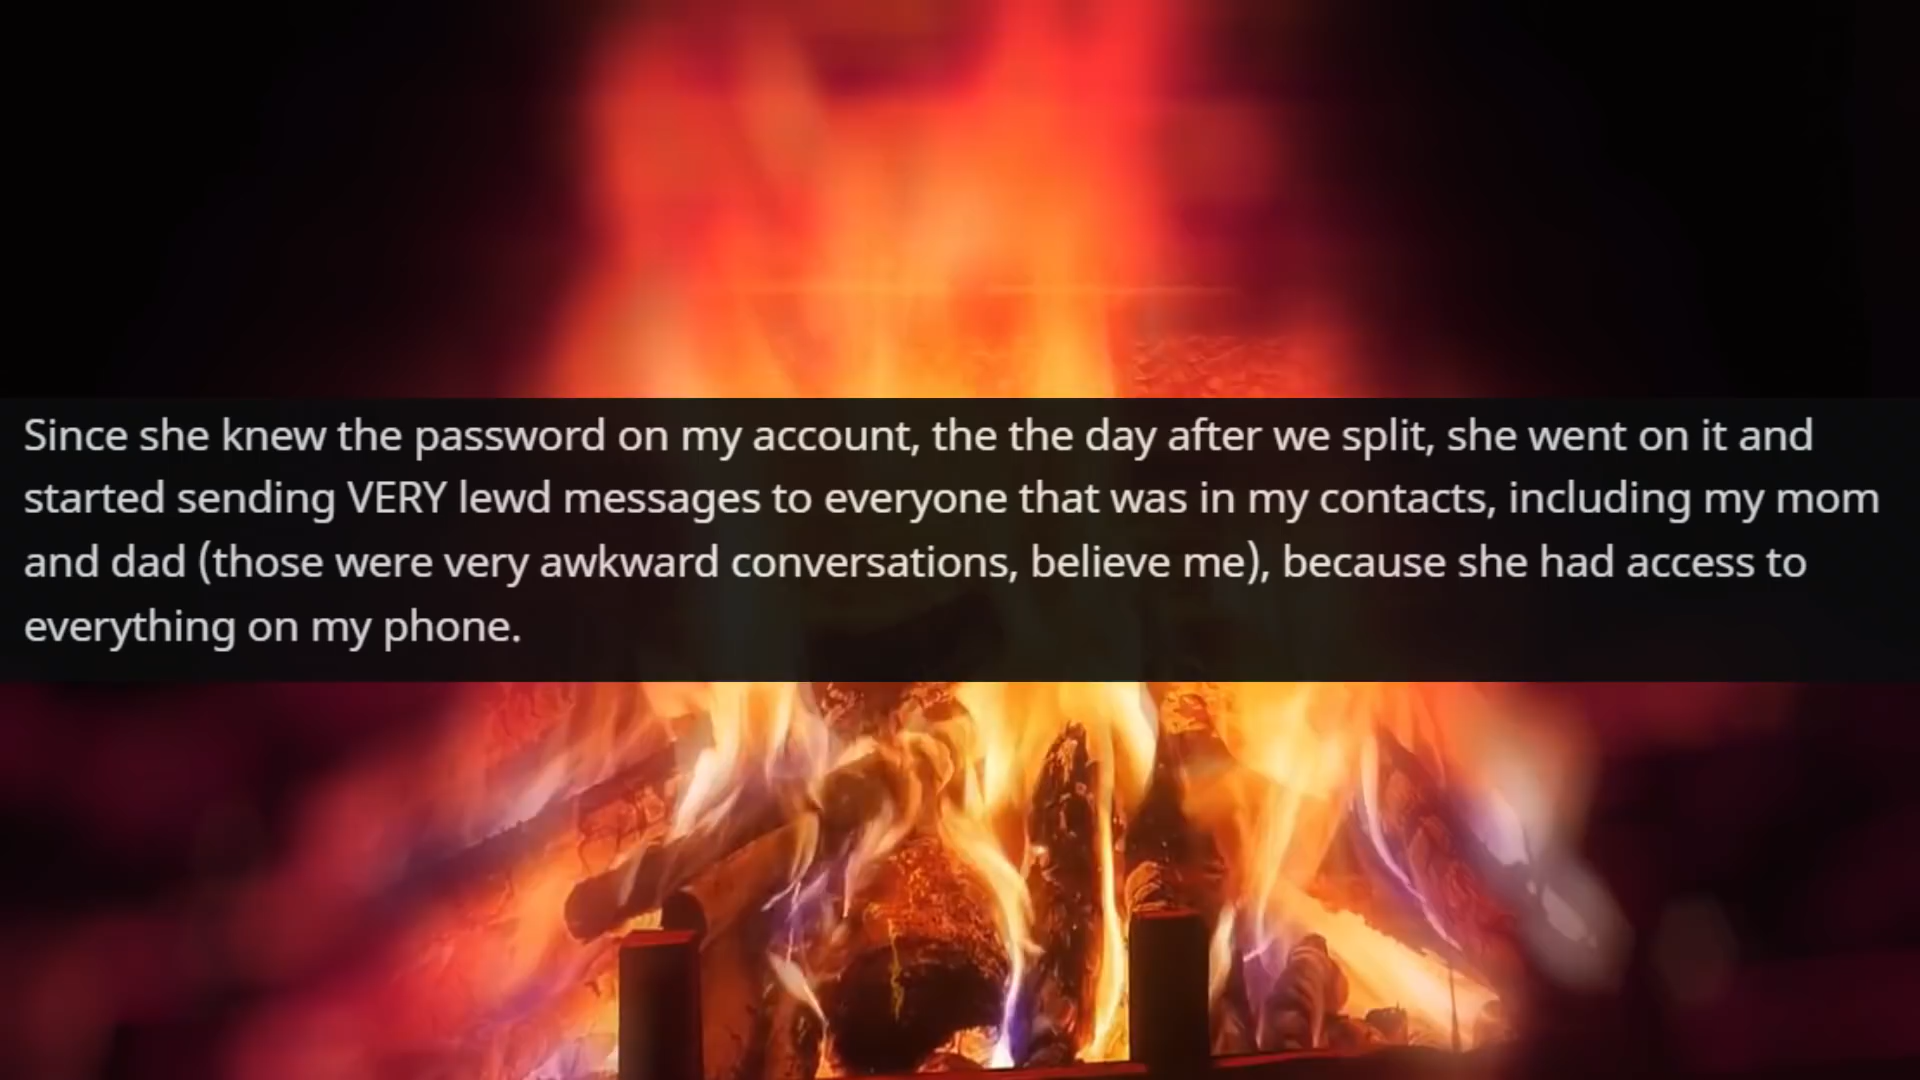 Since she knew the password on my account, the the day after we split, she went on it and
started sending VERY lewd messages to everyone that was in my contacts, including my mom
and dad (those were very awkward conversations, believe me), because she had access to
everything on my phone.